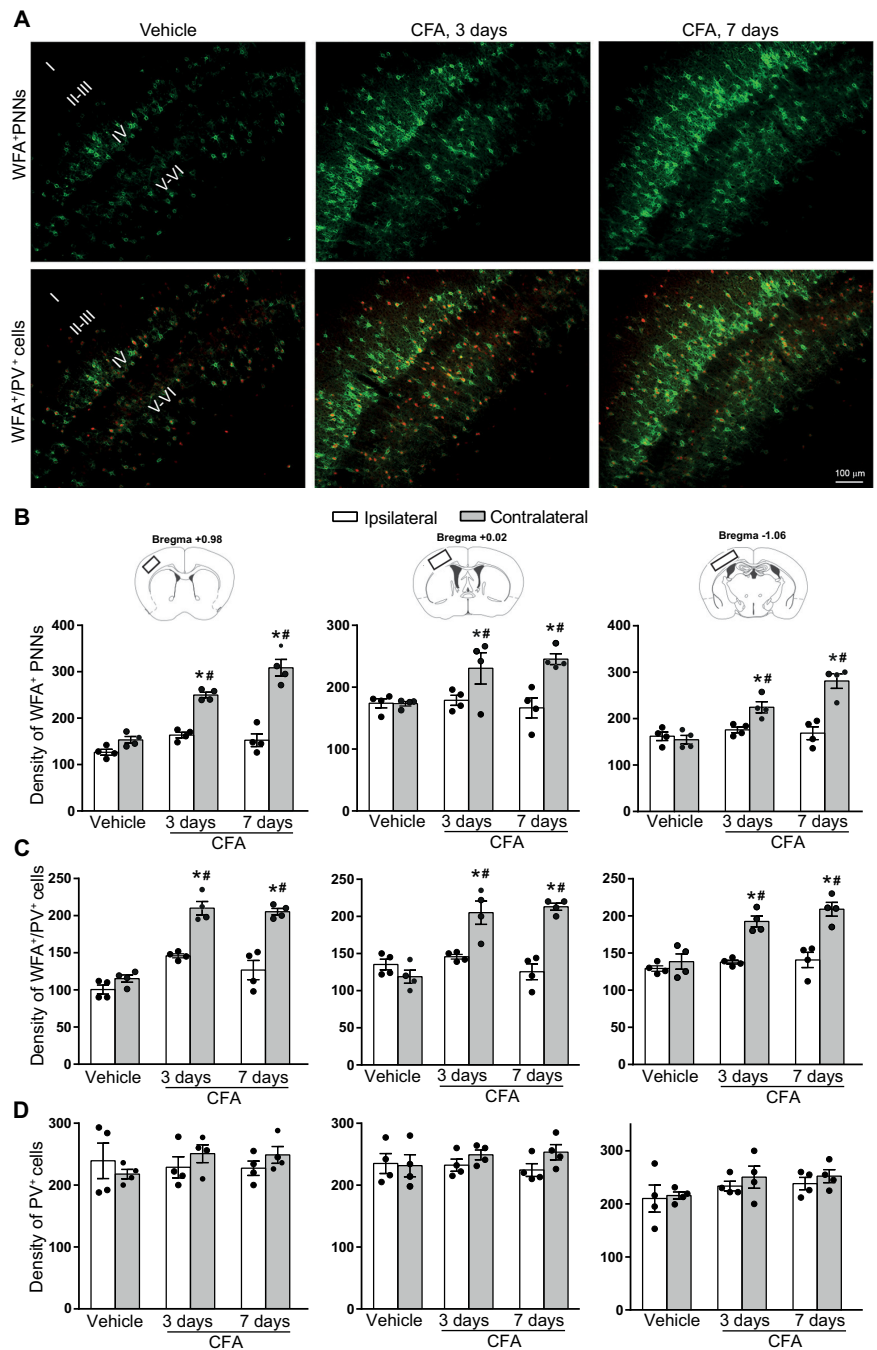 A
Vehicle
CFA, 3 days
CFA, 7 days
WFA⁺PNNs
I
II-III
IV
V-VI
WFA⁺/PV⁺ cells
I
II-III
IV
V-VI
100 µm
B
Ipsilateral
Contralateral
Bregma +0.98
Bregma +0.02
Bregma -1.06
Density of WFA⁺ PNNs
400
300
200
100
0
*#
*#
Vehicle
3 days
7 days
CFA
300
200
100
0
*#
*#
Vehicle
3 days
7 days
CFA
400
300
200
100
0
*#
*#
Vehicle
3 days
7 days
CFA
C
Density of WFA⁺/PV⁺ cells
250
200
150
100
50
0
*#
*#
Vehicle
3 days
7 days
CFA
250
200
150
100
50
0
*#
*#
Vehicle
3 days
7 days
CFA
250
200
150
100
50
0
*#
*#
Vehicle
3 days
7 days
CFA
D
Density of PV⁺ cells
300
200
100
0
Vehicle
3 days
7 days
CFA
300
200
100
0
Vehicle
3 days
7 days
CFA
300
200
100
0
Vehicle
3 days
7 days
CFA